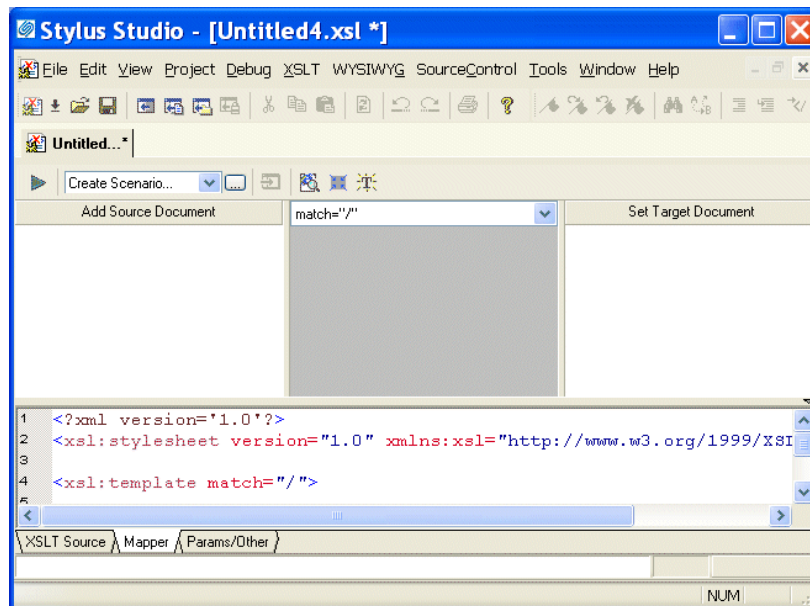 Stylus Studio - [Untitled4.xsl *]
File Edit View Project Debug XSLT WYSIWYG SourceControl Tools Window Help
Untitled...*
Create Scenario...
Add Source Document
match="/"
Set Target Document
1 <?xml version='1.0'?>
2 <xsl:stylesheet version="1.0" xmlns:xsl="http://www.w3.org/1999/XSL
3
4 <xsl:template match="/">
5
XSLT Source Mapper Params/Other
NUM